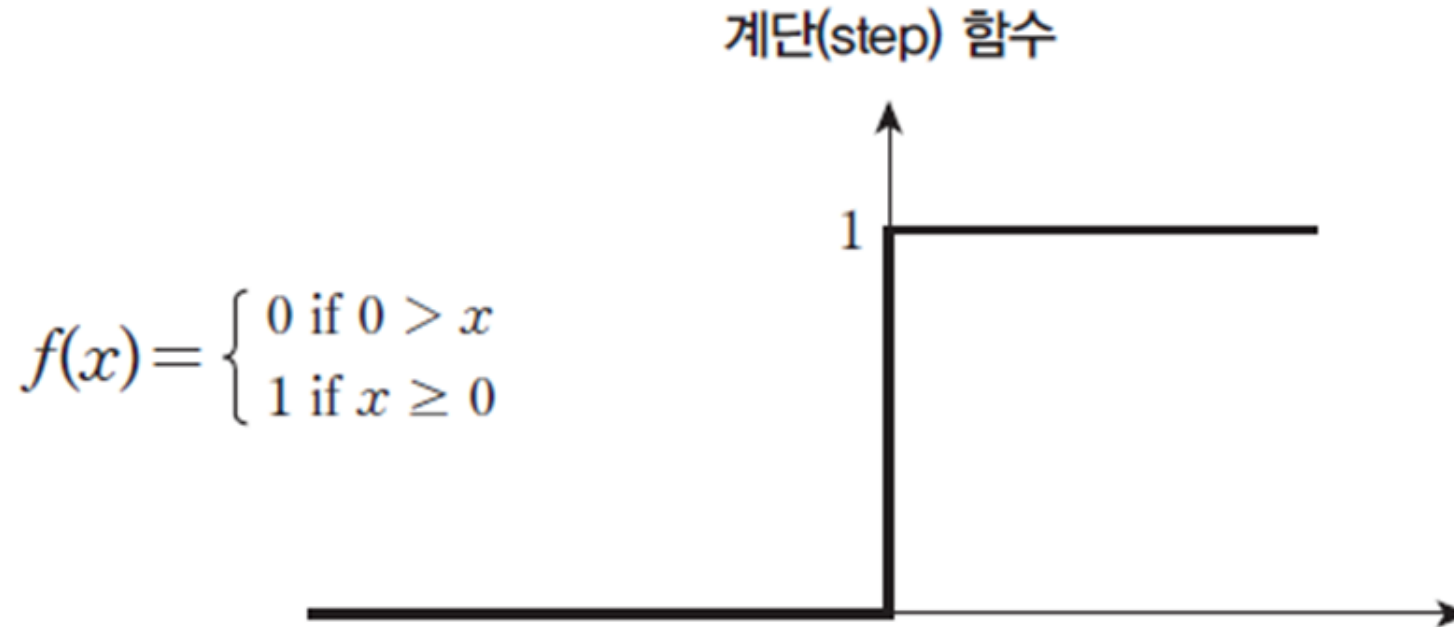 계단(step) 함수
1
f(x)= { 0 if 0 > x
1 if x ≥ 0